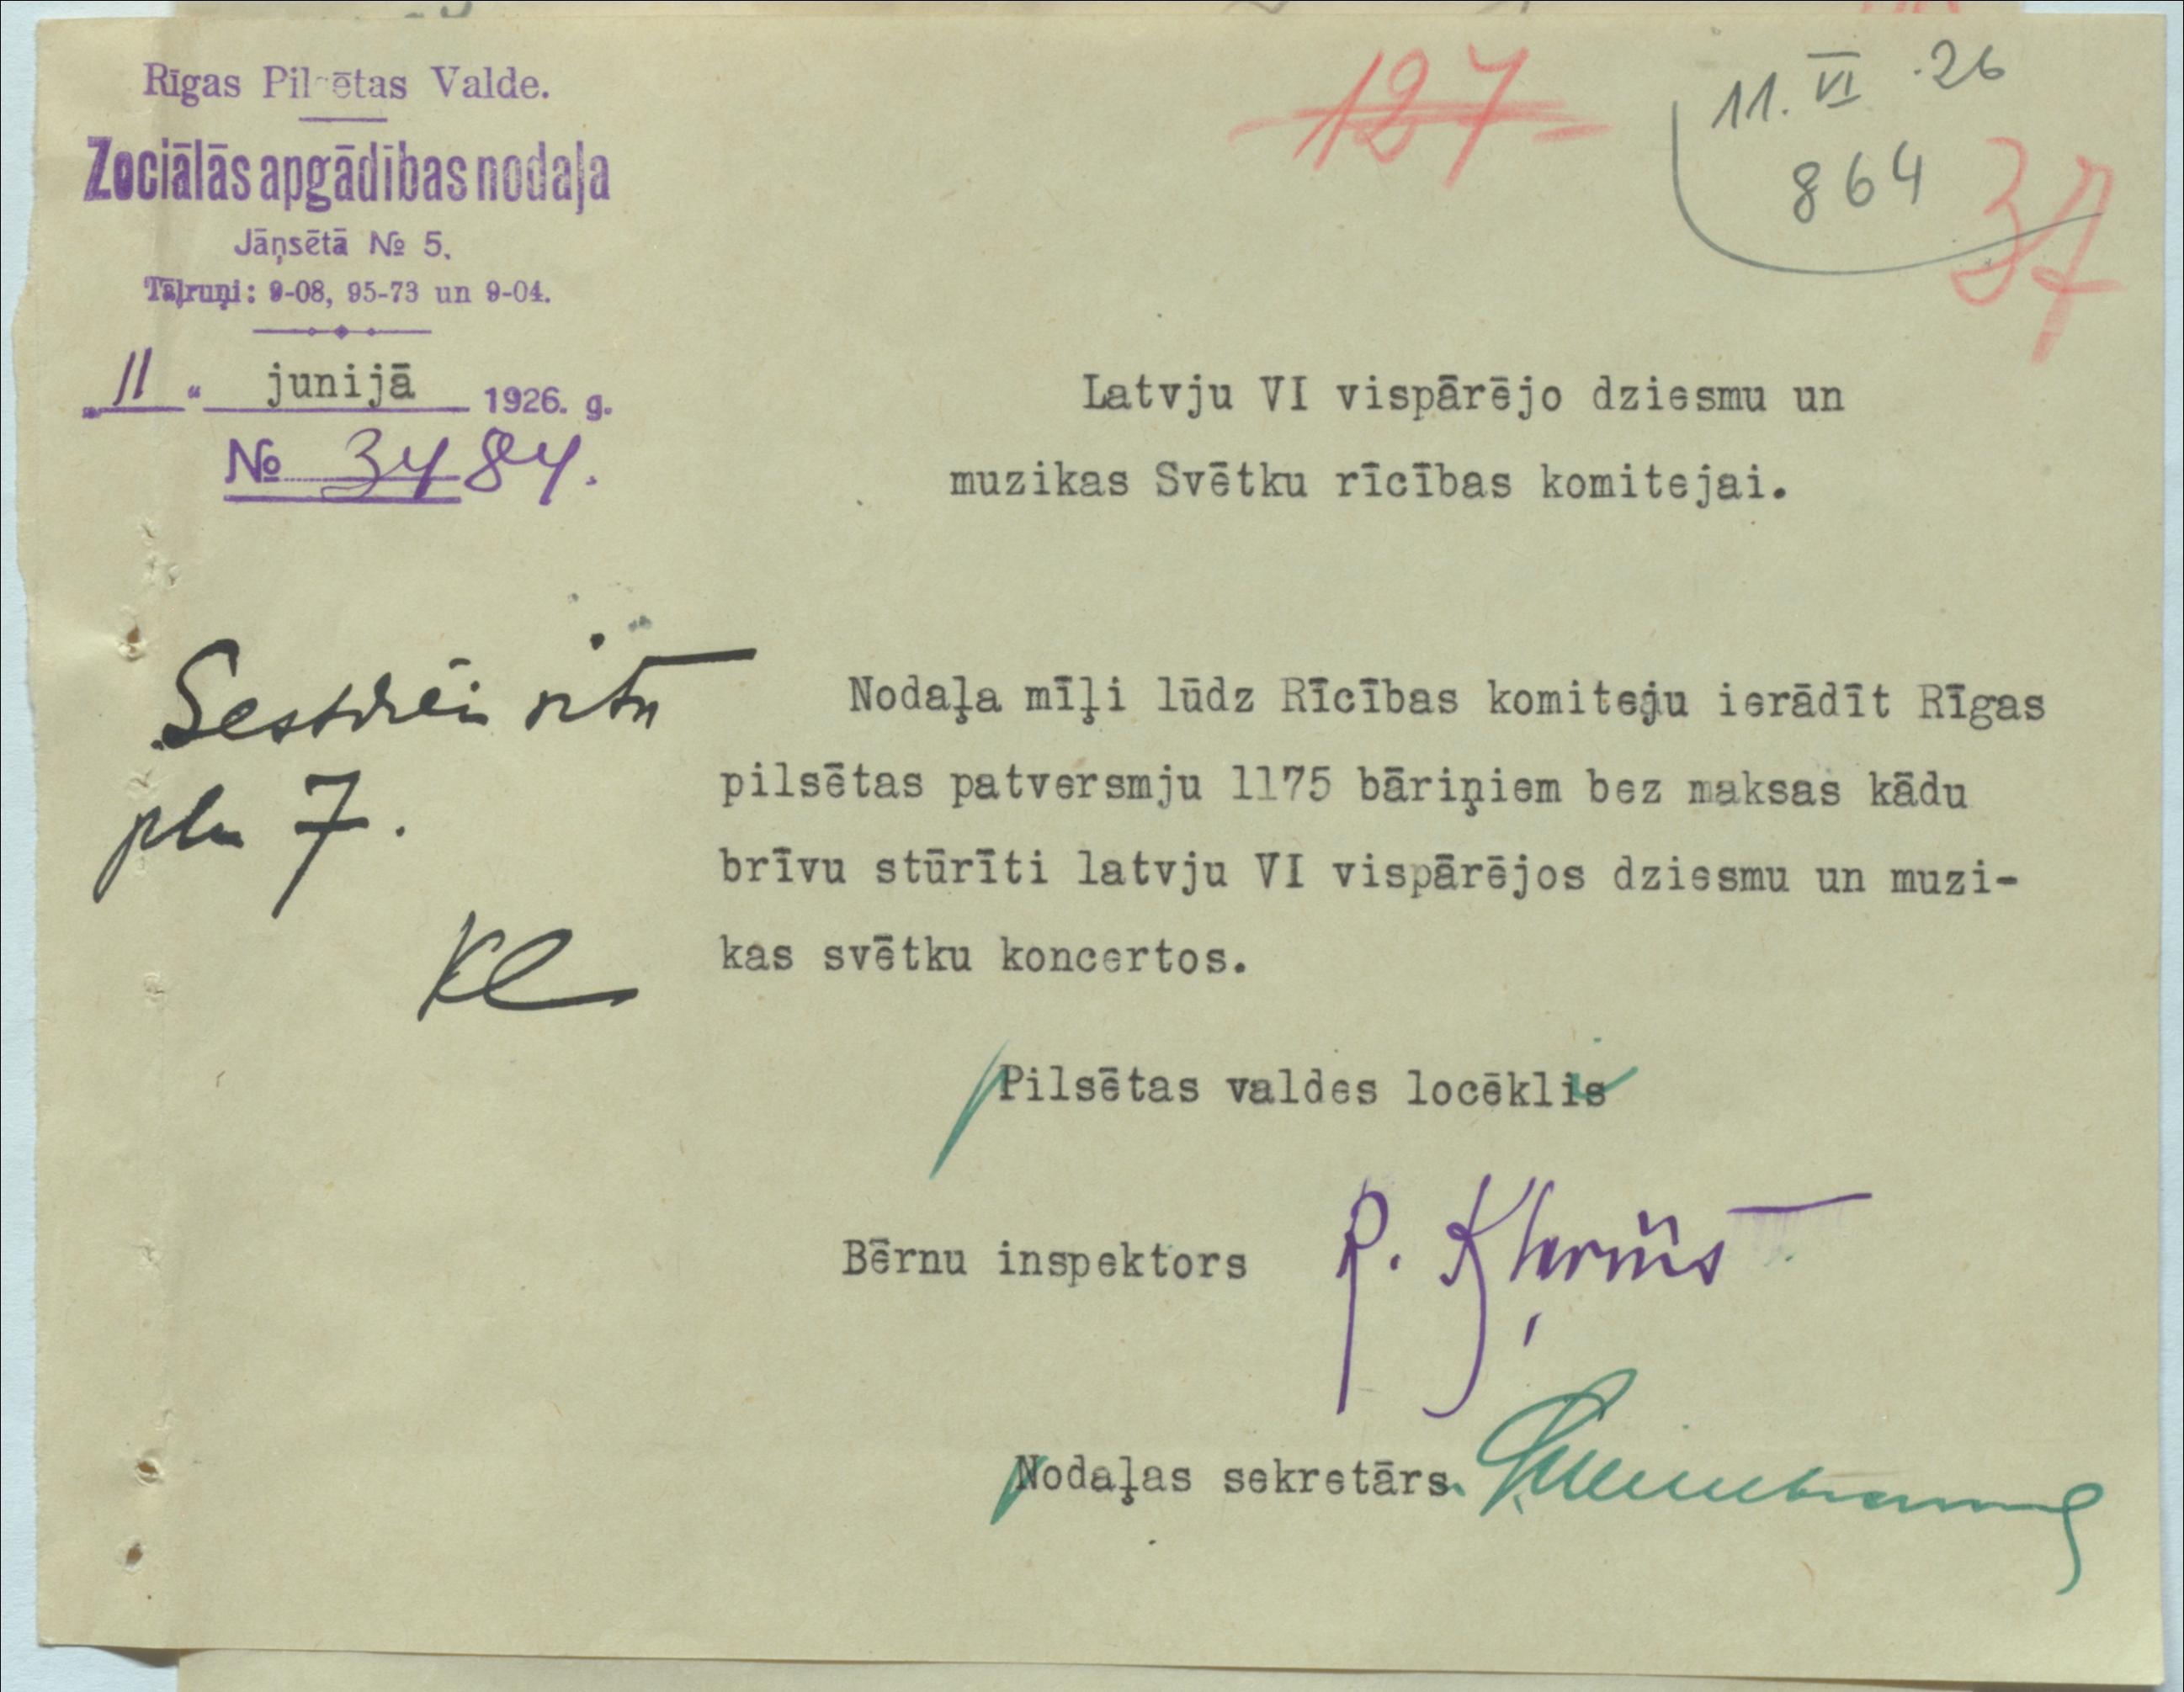 Rīgas Pilsētas Valde.
Zociālās apgādības nodaļa
Jāņsētā № 5.
Tāļruņi: 9-08, 95-73 un 9-04.
„11“ junijā 1926. g.
№ 3484.
127
11. VI .26
864
37
Latvju VI vispārējo dziesmu un
muzikas Svētku rīcības komitejai.
Sestdien rītu
plu 7.
Kl
Nodaļa mīļi lūdz Rīcības komiteju ierādīt Rīgas
pilsētas patversmju 1175 bāriņiem bez maksas kādu
brīvu stūrīti latvju VI vispārējos dziesmu un muzi-
kas svētku koncertos.
Pilsētas valdes loceklis
Bērnu inspektors P.
Nodaļas sekretārs